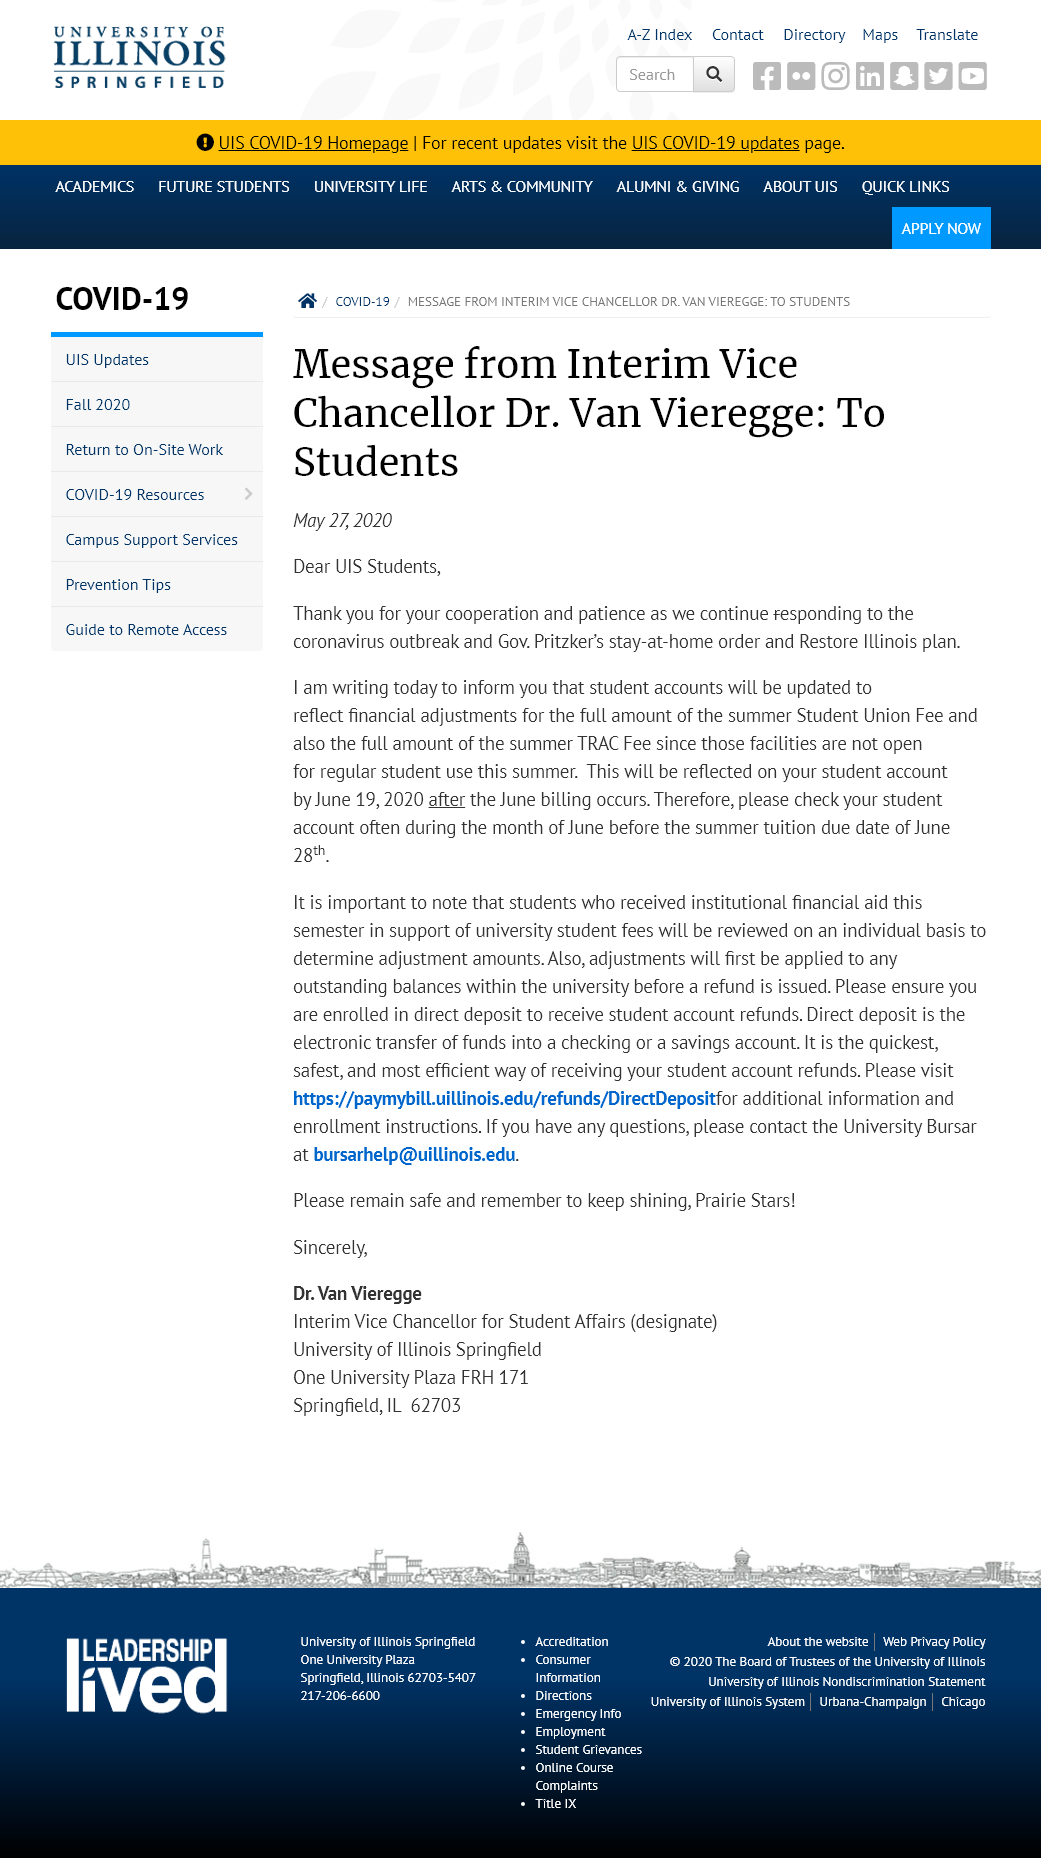 UNIVERSITY OF
ILLINOIS
SPRINGFIELD
A-Z Index Contact Directory Maps Translate
Search
UIS COVID-19 Homepage | For recent updates visit the UIS COVID-19 updates page.
ACADEMICS FUTURE STUDENTS UNIVERSITY LIFE ARTS & COMMUNITY ALUMNI & GIVING ABOUT UIS QUICK LINKS
APPLY NOW
COVID-19
UIS Updates
Fall 2020
Return to On-Site Work
COVID-19 Resources
Campus Support Services
Prevention Tips
Guide to Remote Access
/ COVID-19 / MESSAGE FROM INTERIM VICE CHANCELLOR DR. VAN VIEREGGE: TO STUDENTS
Message from Interim Vice
Chancellor Dr. Van Vieregge: To
Students
May 27, 2020
Dear UIS Students,
Thank you for your cooperation and patience as we continue responding to the
coronavirus outbreak and Gov. Pritzker’s stay-at-home order and Restore Illinois plan.
I am writing today to inform you that student accounts will be updated to
reflect financial adjustments for the full amount of the summer Student Union Fee and
also the full amount of the summer TRAC Fee since those facilities are not open
for regular student use this summer.  This will be reflected on your student account
by June 19, 2020 after the June billing occurs. Therefore, please check your student
account often during the month of June before the summer tuition due date of June
28th.
It is important to note that students who received institutional financial aid this
semester in support of university student fees will be reviewed on an individual basis to
determine adjustment amounts. Also, adjustments will first be applied to any
outstanding balances within the university before a refund is issued. Please ensure you
are enrolled in direct deposit to receive student account refunds. Direct deposit is the
electronic transfer of funds into a checking or a savings account. It is the quickest,
safest, and most efficient way of receiving your student account refunds. Please visit
https://paymybill.uillinois.edu/refunds/DirectDepositfor additional information and
enrollment instructions. If you have any questions, please contact the University Bursar
at bursarhelp@uillinois.edu.
Please remain safe and remember to keep shining, Prairie Stars!
Sincerely,
Dr. Van Vieregge
Interim Vice Chancellor for Student Affairs (designate)
University of Illinois Springfield
One University Plaza FRH 171
Springfield, IL  62703
LEADERSHIP
lived
University of Illinois Springfield
One University Plaza
Springfield, Illinois 62703-5407
217-206-6600
• Accreditation
• Consumer
Information
• Directions
• Emergency Info
• Employment
• Student Grievances
• Online Course
Complaints
• Title IX
About the website | Web Privacy Policy
© 2020 The Board of Trustees of the University of Illinois
University of Illinois Nondiscrimination Statement
University of Illinois System | Urbana-Champaign | Chicago